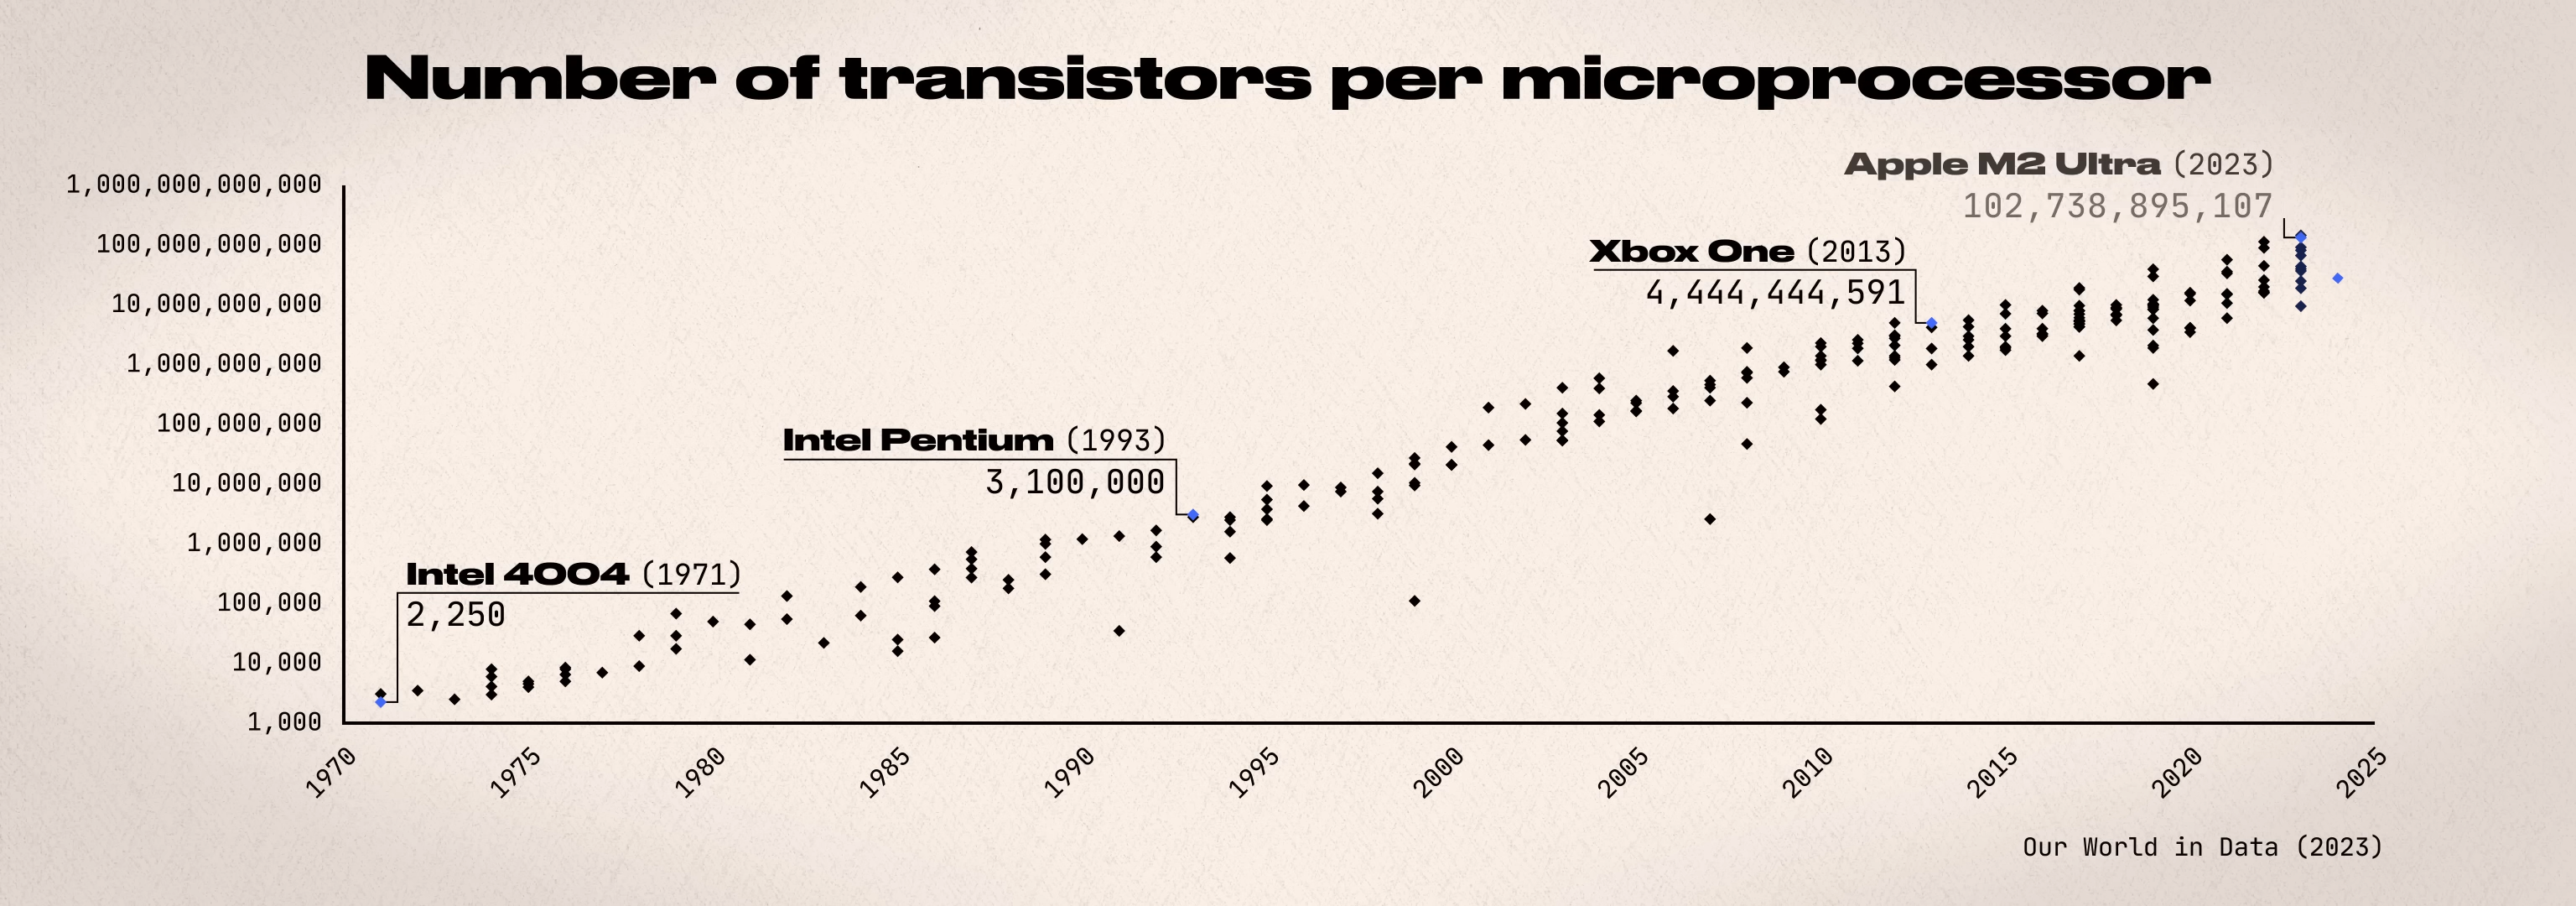 Number of transistors per microprocessor
Apple M2 Ultra (2023)
102,738,895,107
Xbox One (2013)
4,444,444,591
Intel Pentium (1993)
3,100,000
Intel 4004 (1971)
2,250
1,000,000,000,000
100,000,000,000
10,000,000,000
1,000,000,000
100,000,000
10,000,000
1,000,000
100,000
10,000
1,000
1970 1975 1980 1985 1990 1995 2000 2005 2010 2015 2020 2025
Our World in Data (2023)